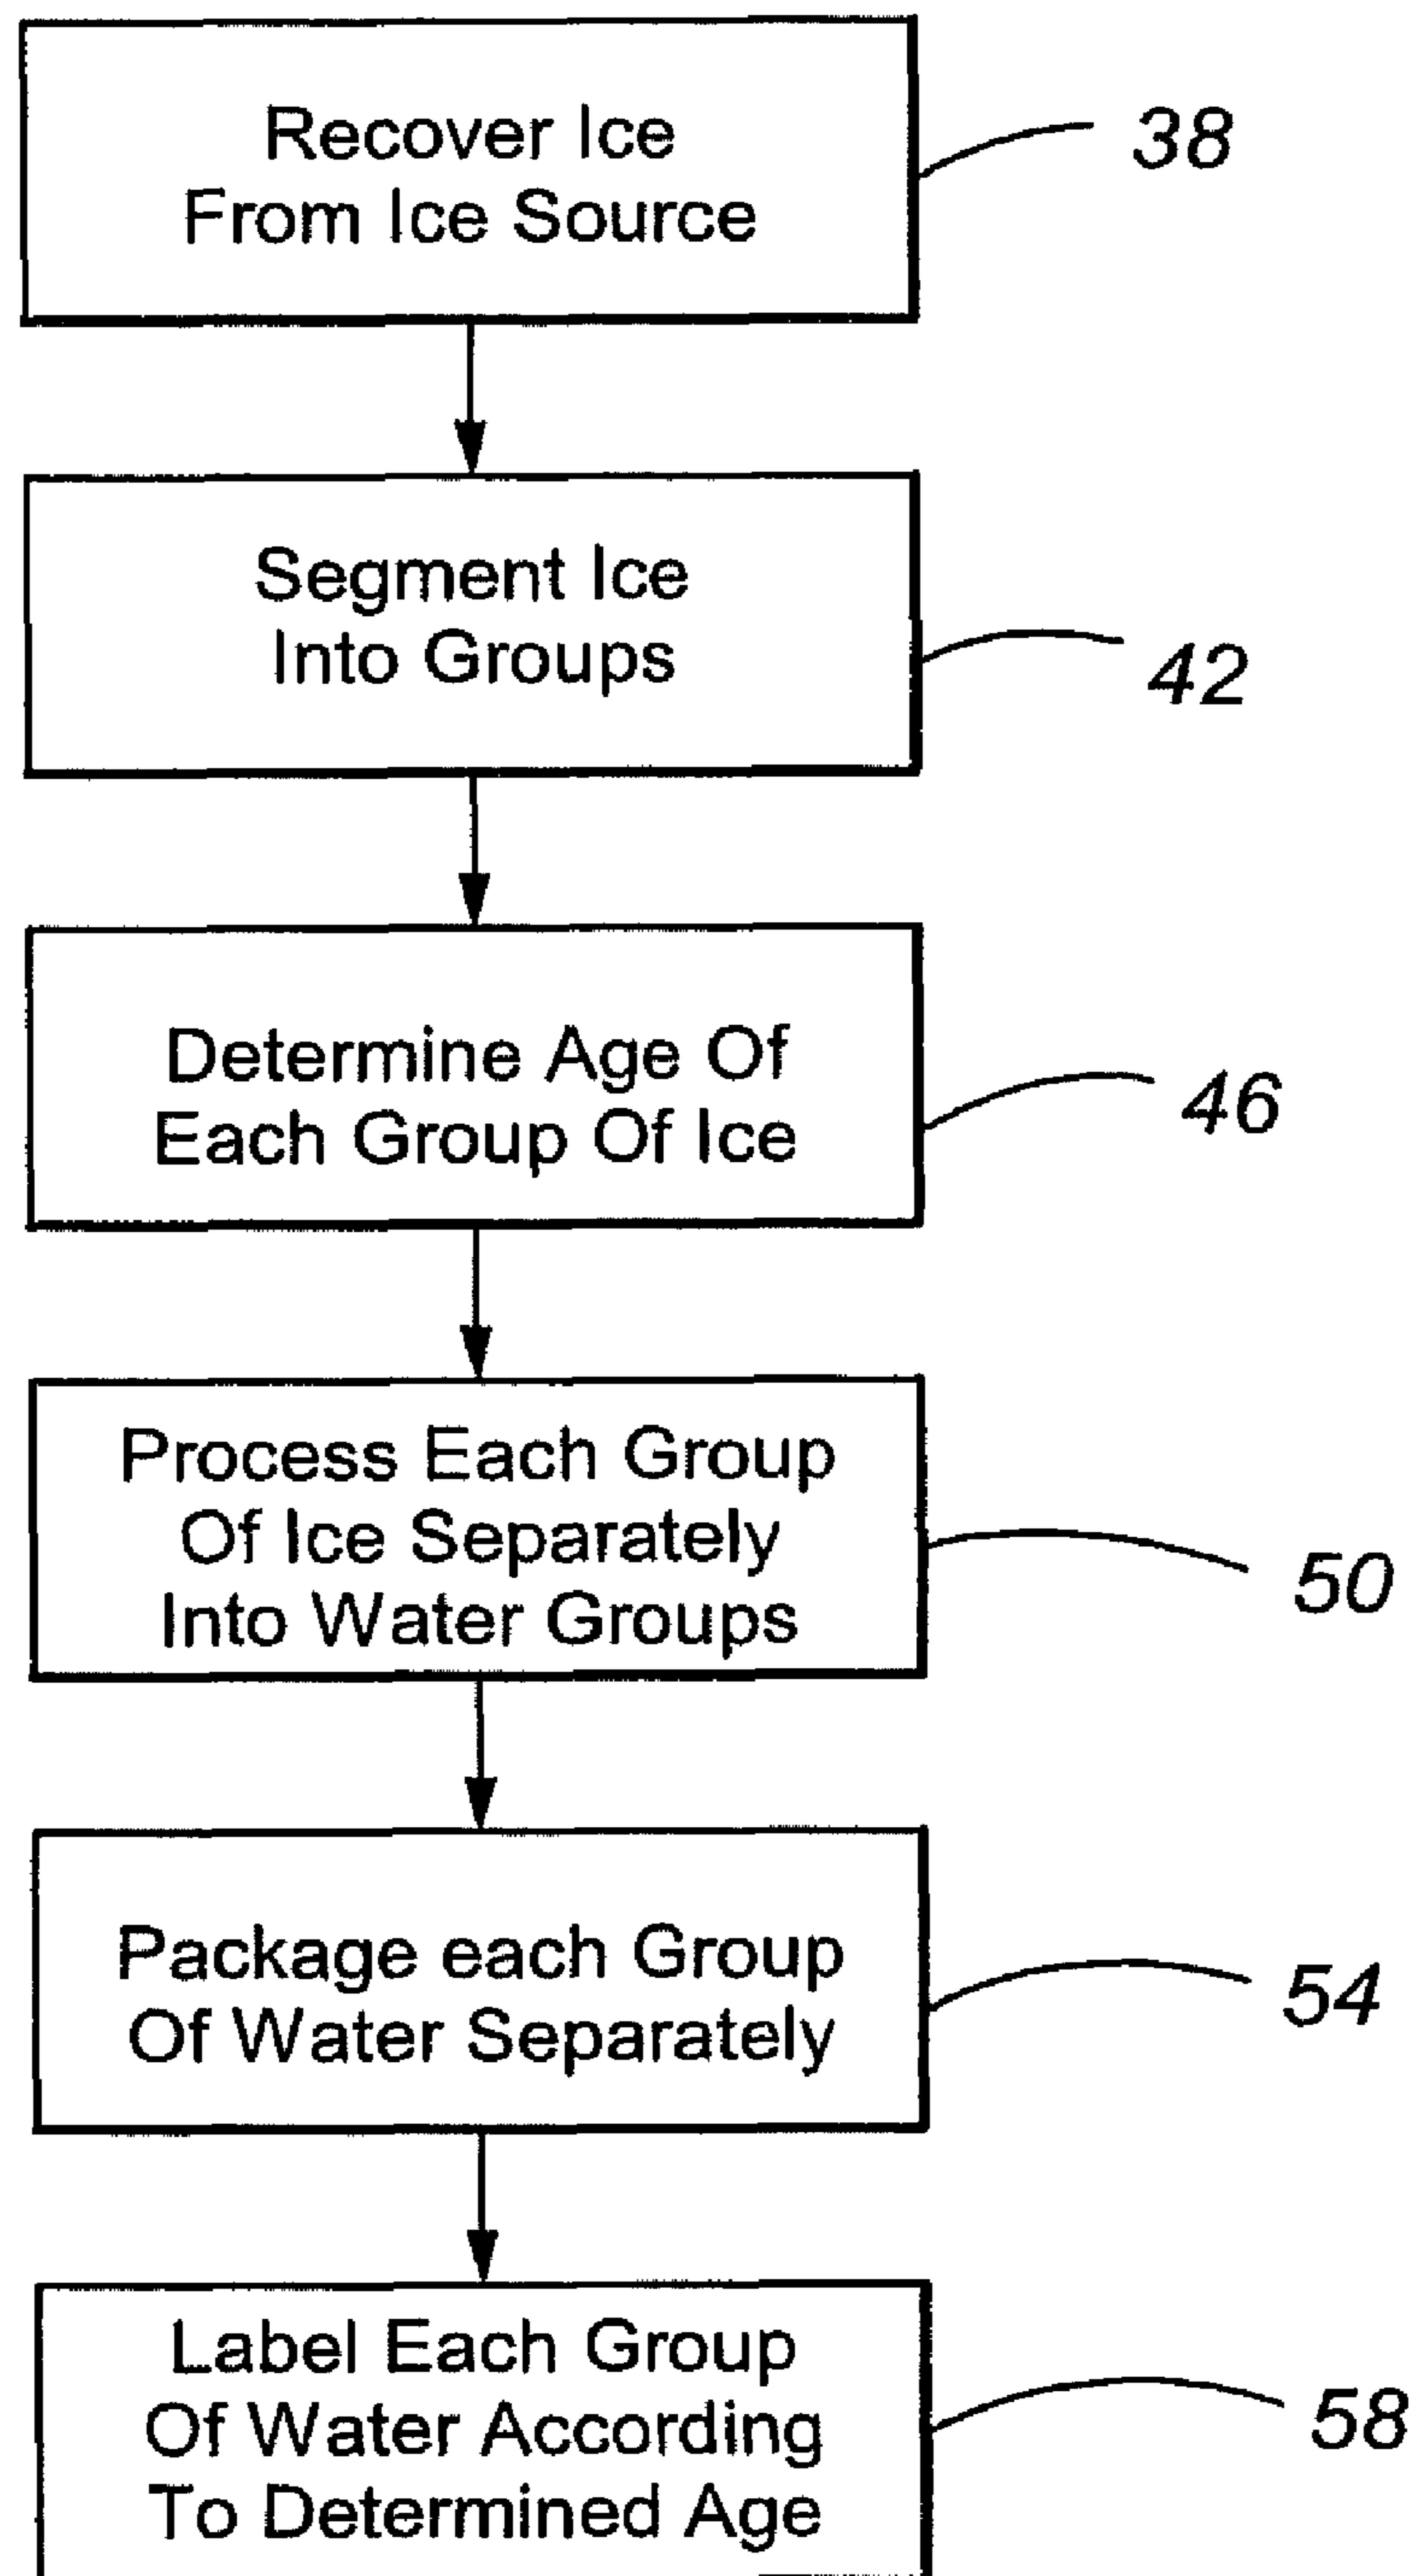 Recover Ice
From Ice Source
38
Segment Ice
Into Groups
42
Determine Age Of
Each Group Of Ice
46
Process Each Group
Of Ice Separately
Into Water Groups
50
Package each Group
Of Water Separately
54
Label Each Group
Of Water According
To Determined Age
58